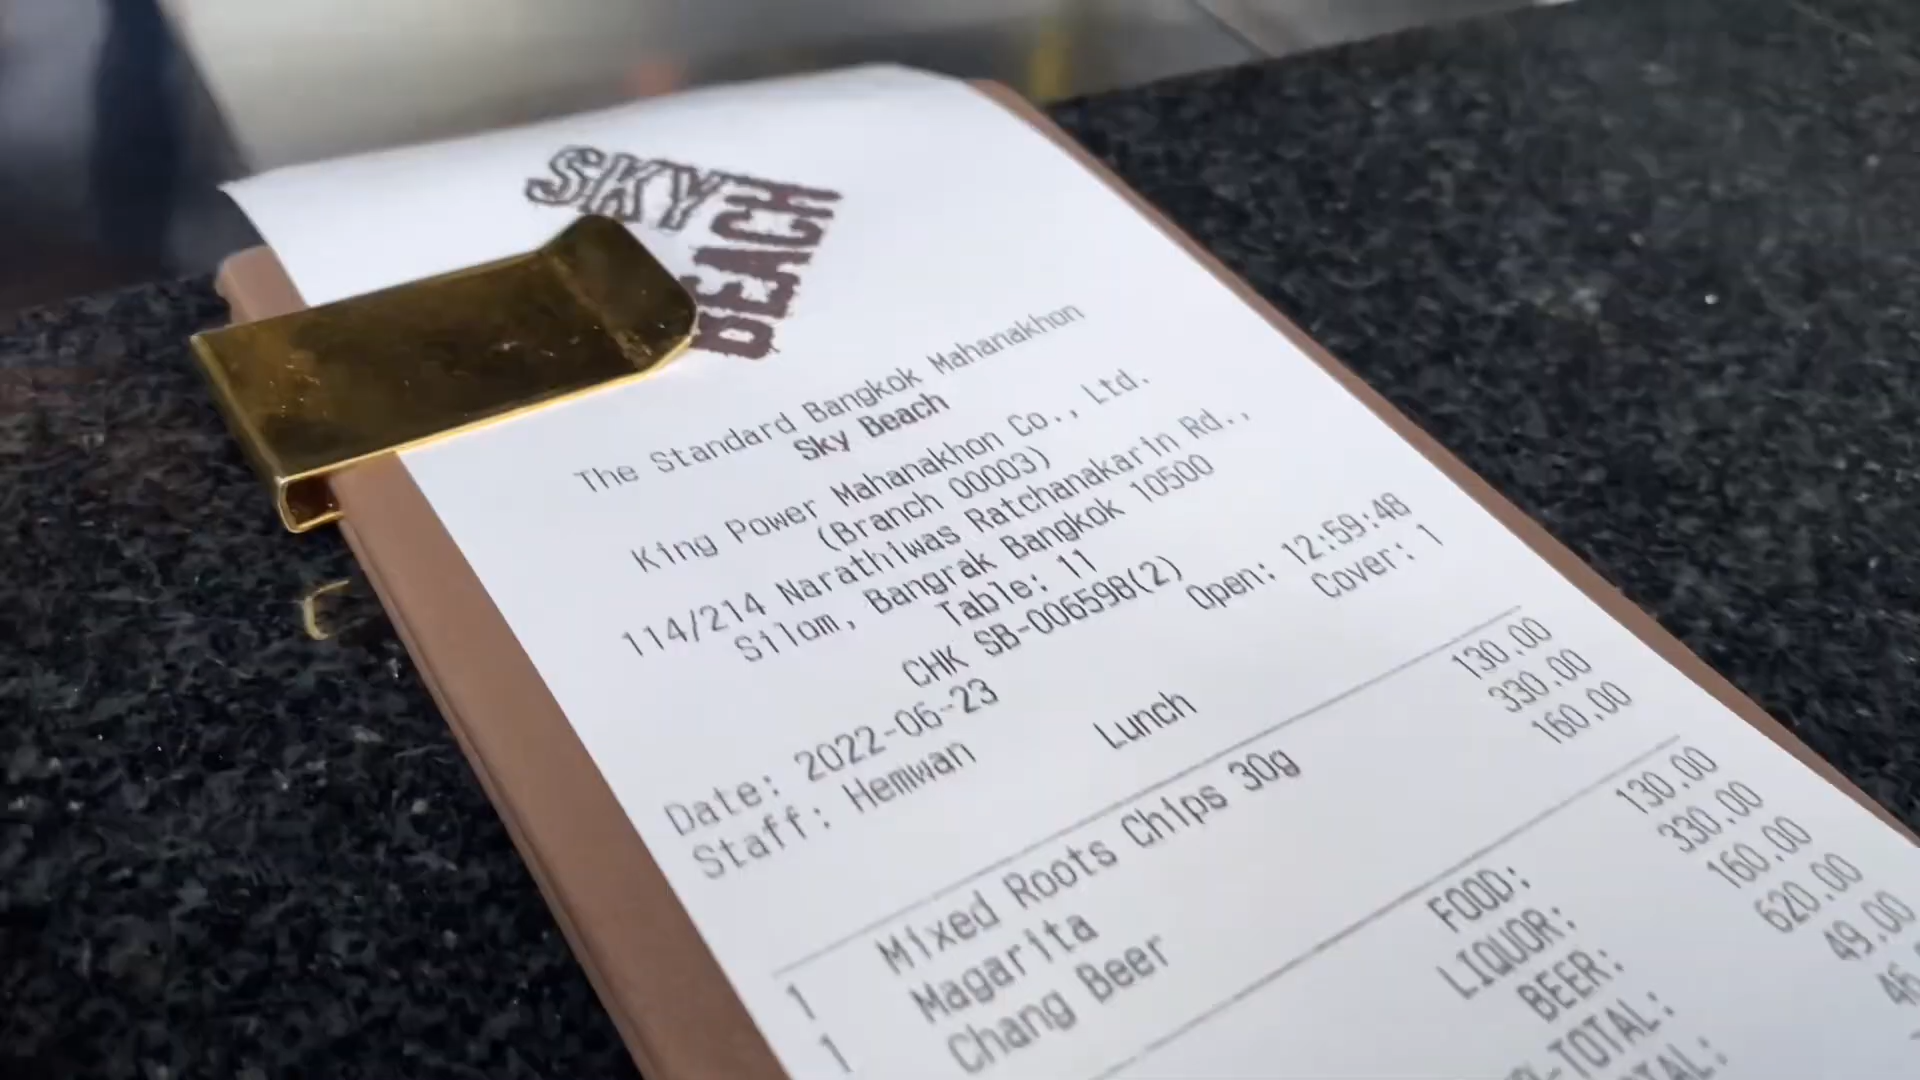 SKY
BEACH
The Standard Bangkok Mahanakhon
Sky Beach
King Power Mahanakhon Co., Ltd.
(Branch 00003)
114/214 Narathiwas Ratchanakarin Rd.,
Silom, Bangrak Bangkok 10500
Table: 11
CHK SB-006598(2)
Date: 2022-06-23 Open: 12:59:48
Staff: Hemwan Cover: 1
Lunch
1 Mixed Roots Chips 30g 130.00
1 Magarita 330.00
Chang Beer 160.00
FOOD: 130.00
LIQUOR: 330.00
BEER: 160.00
-TOTAL: 620.00
49.00
46